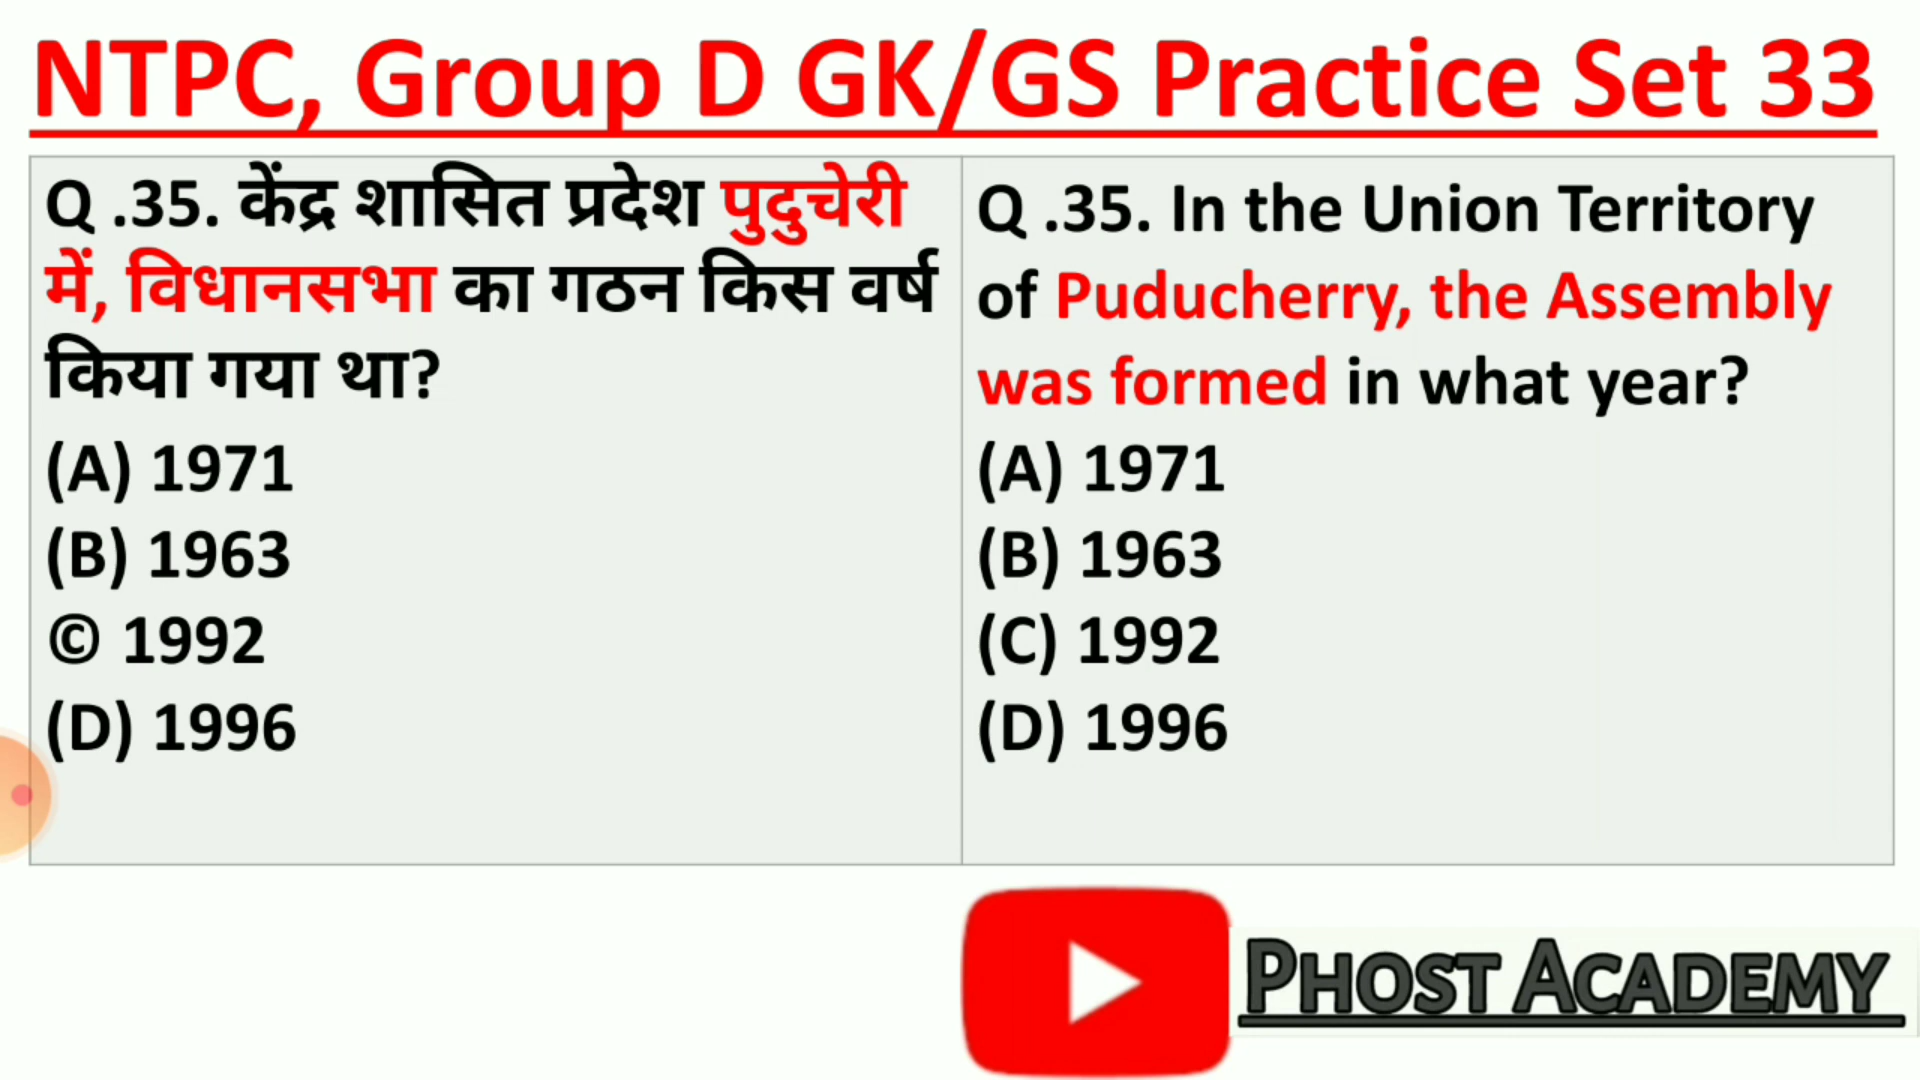 NTPC, Group D GK/GS Practice Set 33
Q .35. केंद्र शासित प्रदेश पुदुचेरी
में, विधानसभा का गठन किस वर्ष
किया गया था?
(A) 1971
(B) 1963
© 1992
(D) 1996
Q .35. In the Union Territory
of Puducherry, the Assembly
was formed in what year?
(A) 1971
(B) 1963
(C) 1992
(D) 1996
PHOST ACADEMY